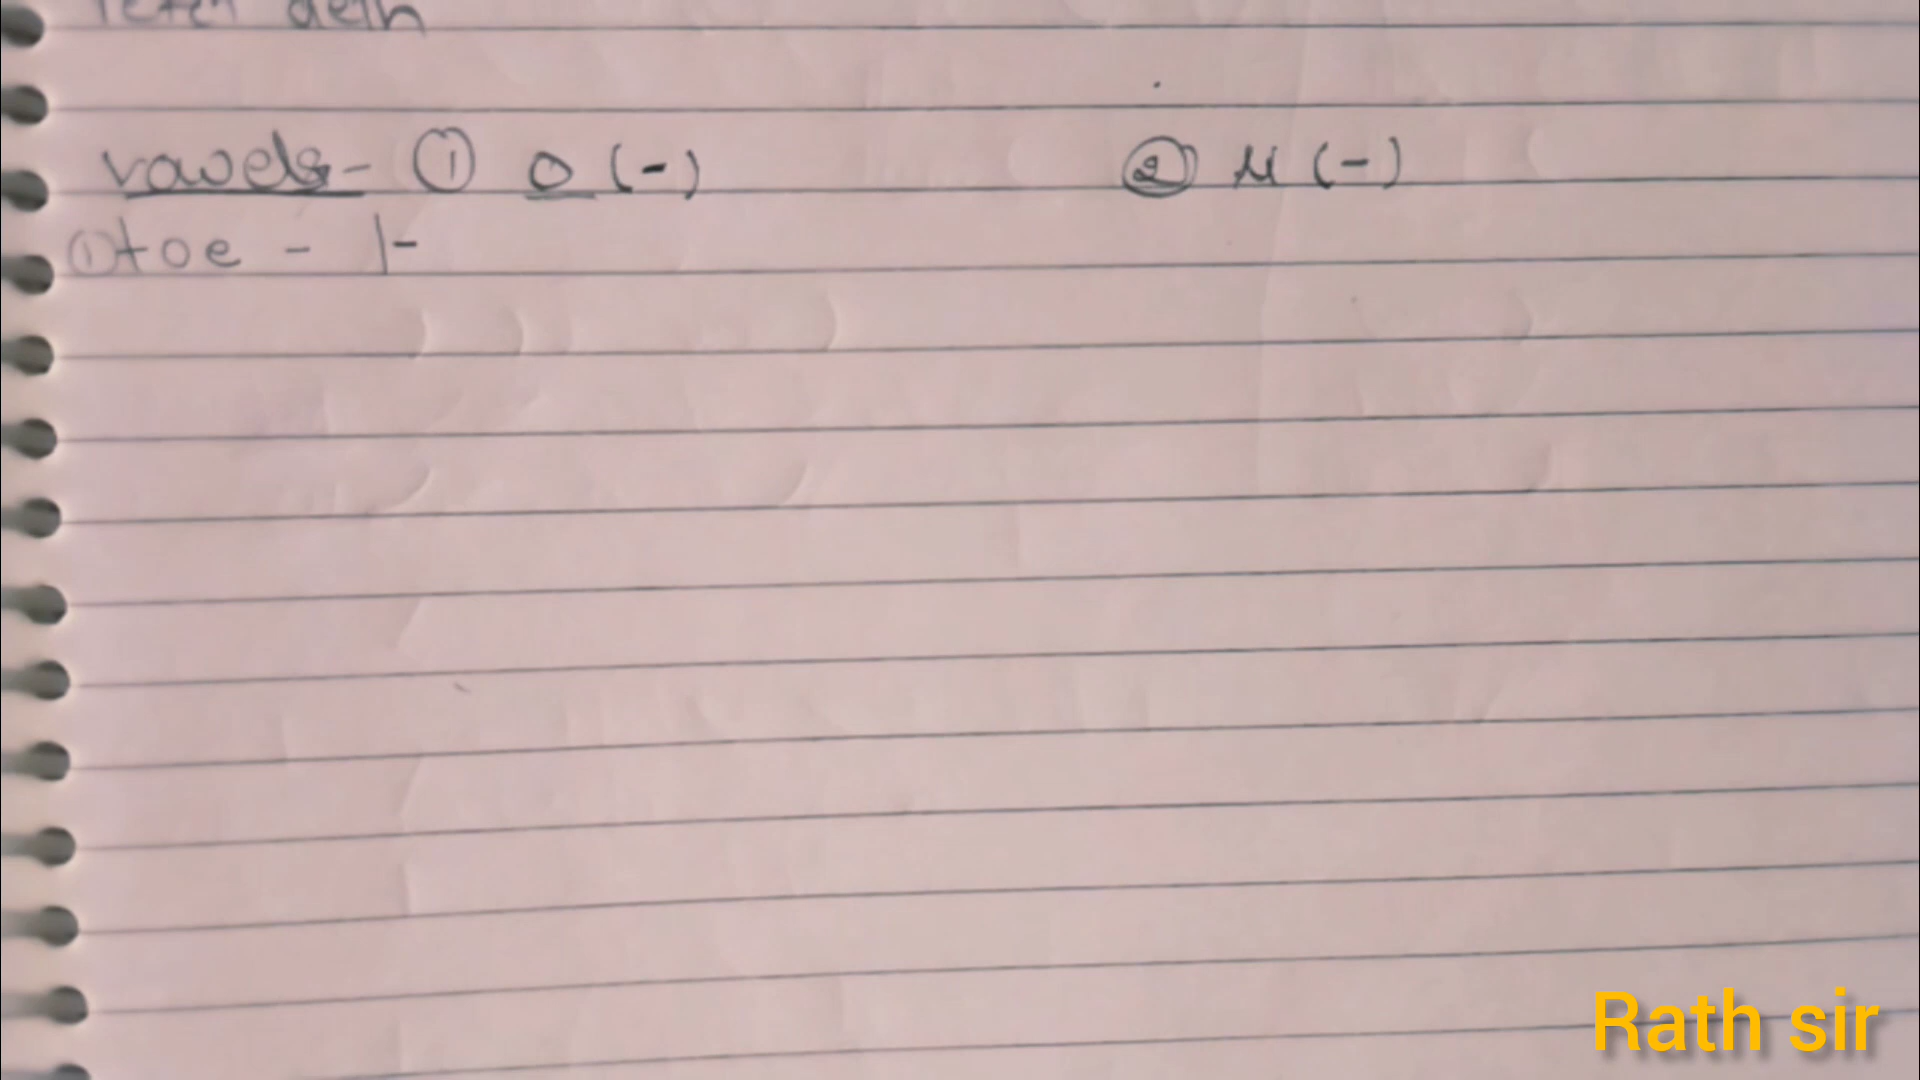 vowels - ① o (-) ② u (-)
① toe - |-
Rath sir